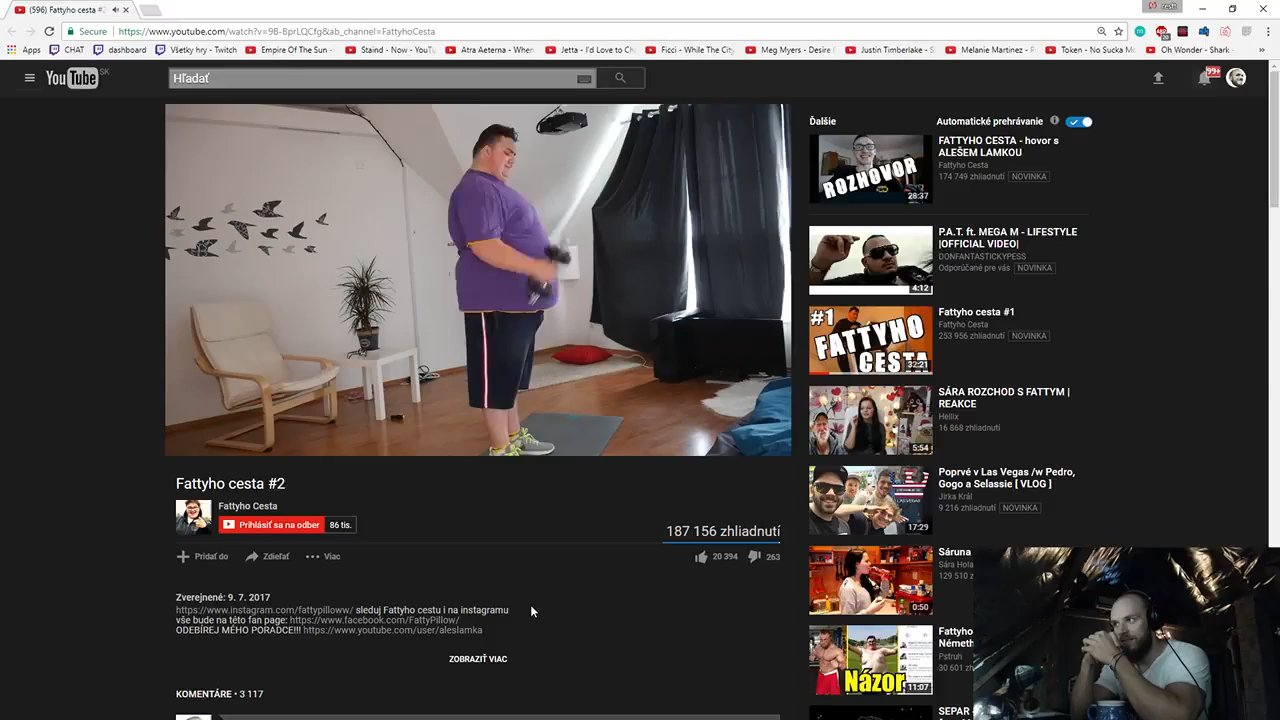 (596) Fattyho cesta #2
Secure
https://www.youtube.com/watch?v=9B-BprLQCfg&ab_channel=FattyhoCesta
Apps
CHAT
dashboard
Všetky hry - Twitch
Empire Of The Sun -
Staind - Now - YouTu
Atra Aeterna - When
Jetta - I'd Love to Ch
Ficci - While The City
Meg Myers - Desire (
Justin Timberlake -
Melanie Martinez - P
Token - No Sucka M
Oh Wonder - Shark -
YouTube SK
Hľadať
99+
Ďalšie
Automatické prehrávanie
ROZHOVOR
28:37
FATTYHO CESTA - hovor s
ALEŠEM LAMKOU
Fattyho Cesta
174 749 zhliadnutí NOVINKA
4:12
P.A.T. ft. MEGA M - LIFESTYLE
|OFFICIAL VIDEO|
DONFANTASTICKYPESS
Odporúčané pre vás NOVINKA
#1
FATTYHO
CESTA
32:21
Fattyho cesta #1
Fattyho Cesta
253 956 zhliadnutí NOVINKA
5:54
SÁRA ROZCHOD S FATTYM |
REAKCE
Hellix
16 868 zhliadnutí
17:29
Poprvé v Las Vegas /w Pedro,
Gogo a Selassie [ VLOG ]
Jirka Král
9 216 zhliadnutí NOVINKA
0:50
Sáruna
Sára Hola
129 510 z
Názor
11:07
Fattyho
Németh
Pstruh
30 601 z
SEPAR -
Fattyho cesta #2
Fattyho Cesta
Prihlásiť sa na odber 86 tis.
187 156 zhliadnutí
Pridať do
Zdieľať
Viac
20 394
263
Zverejnené: 9. 7. 2017
https://www.instagram.com/fattypilloww/ sleduj Fattyho cestu i na instagramu
vše bude na této fan page: https://www.facebook.com/FattyPillow/
ODEBÍREJ MÉHO PORADCE!!! https://www.youtube.com/user/aleslamka
ZOBRAZIŤ VIAC
KOMENTÁRE • 3 117